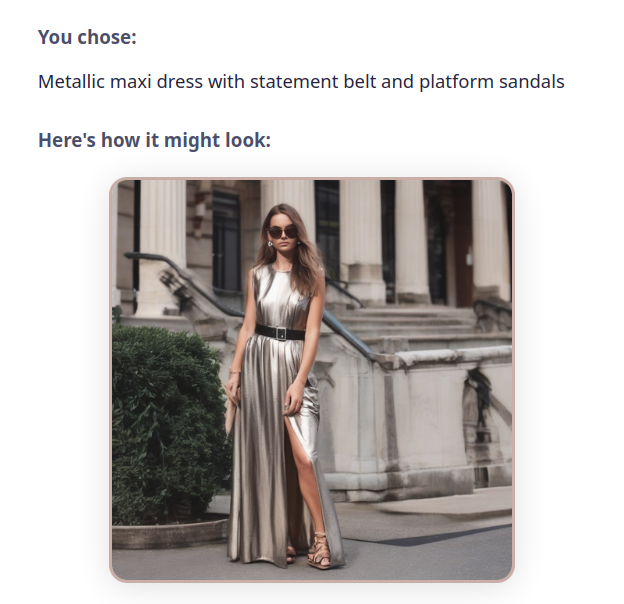 You chose:
Metallic maxi dress with statement belt and platform sandals
Here's how it might look: